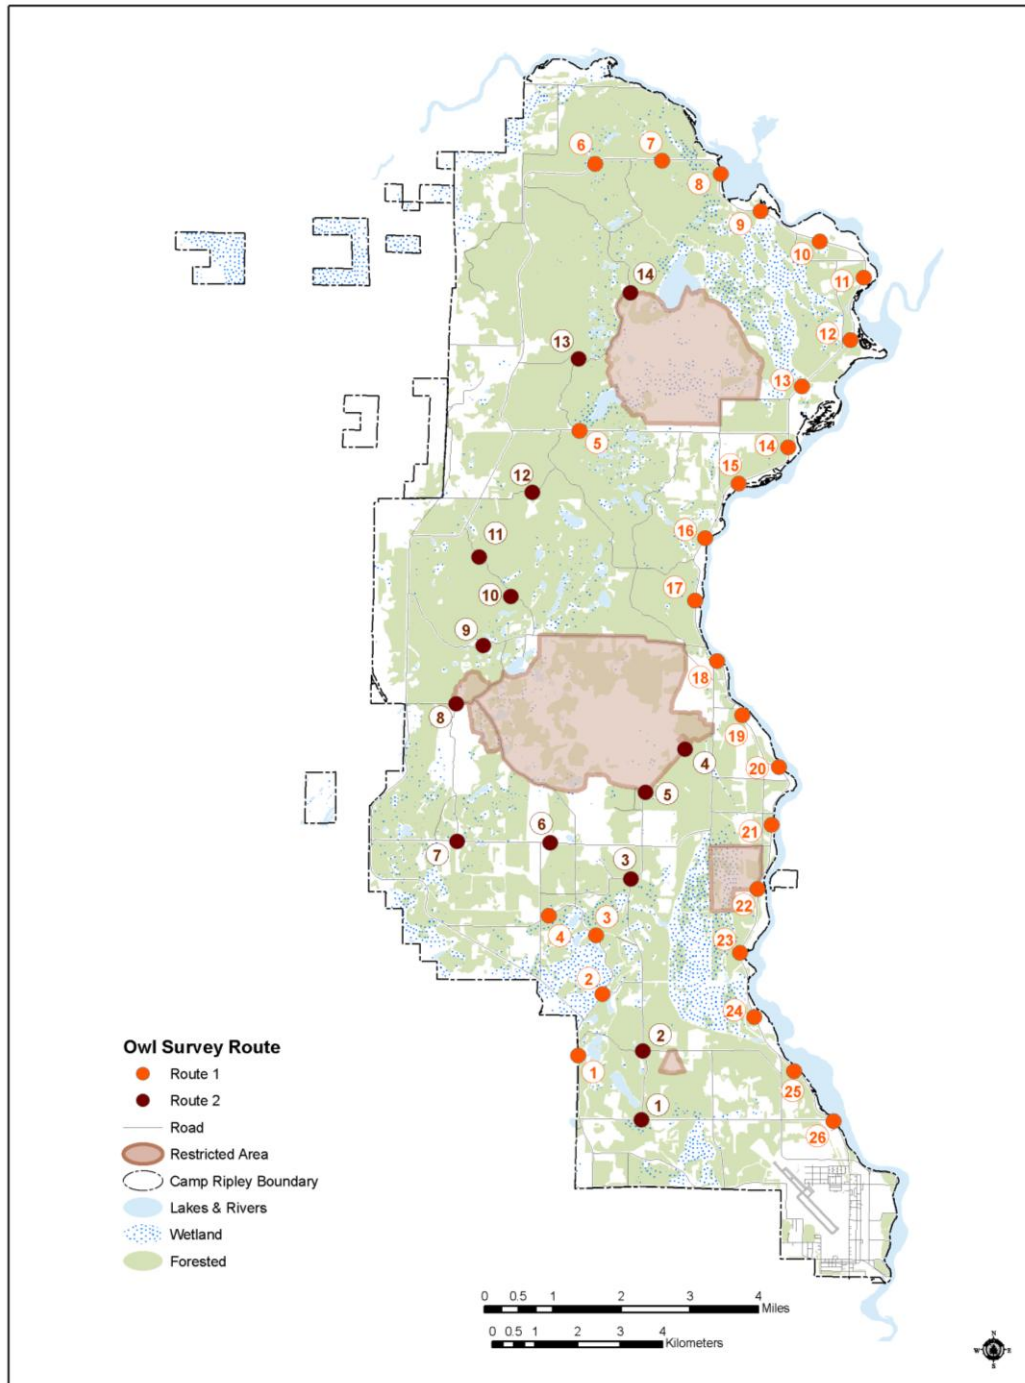 6
7
8
9
10
11
14
12
13
13
5
14
15
12
16
11
10
17
9
18
8
19
4
20
5
21
6
7
3
22
3
4
23
2
24
2
1
25
1
26
Owl Survey Route
Route 1
Route 2
Road
Restricted Area
Camp Ripley Boundary
Lakes & Rivers
Wetland
Forested
0 0.5 1 2 3 4
Miles
0 0.5 1 2 3 4
Kilometers
N
W E
S